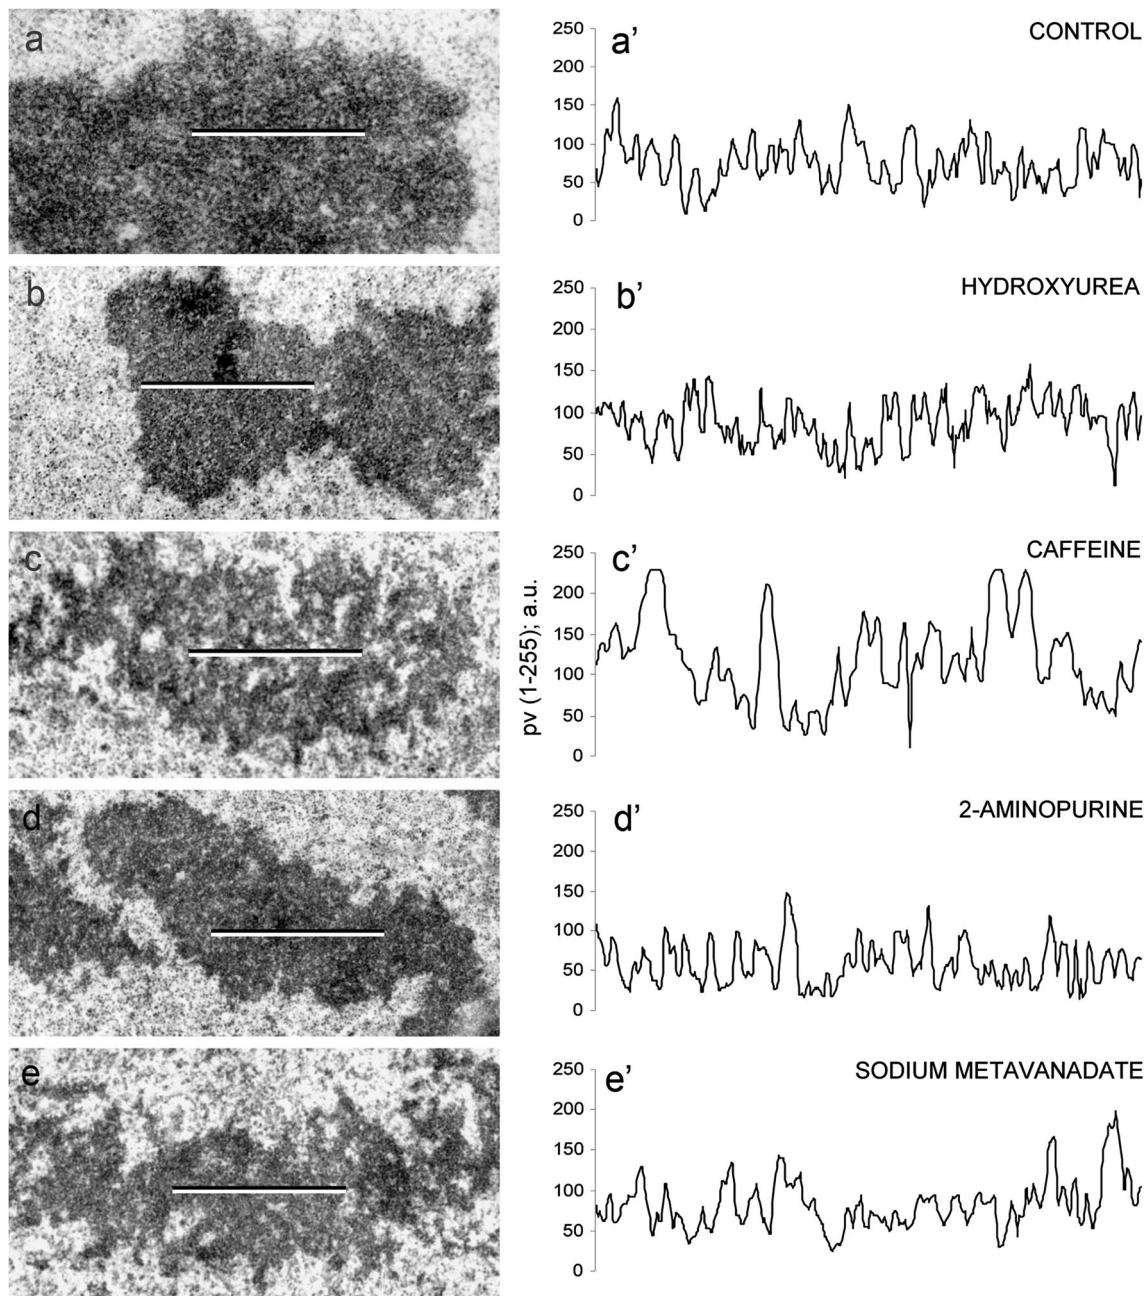 a
a’
CONTROL
250
200
150
100
50
0
b
b’
HYDROXYUREA
250
200
150
100
50
0
c
c’
CAFFEINE
pv (1-255); a.u.
250
200
150
100
50
0
d
d’
2-AMINOPURINE
250
200
150
100
50
0
e
e’
SODIUM METAVANADATE
250
200
150
100
50
0